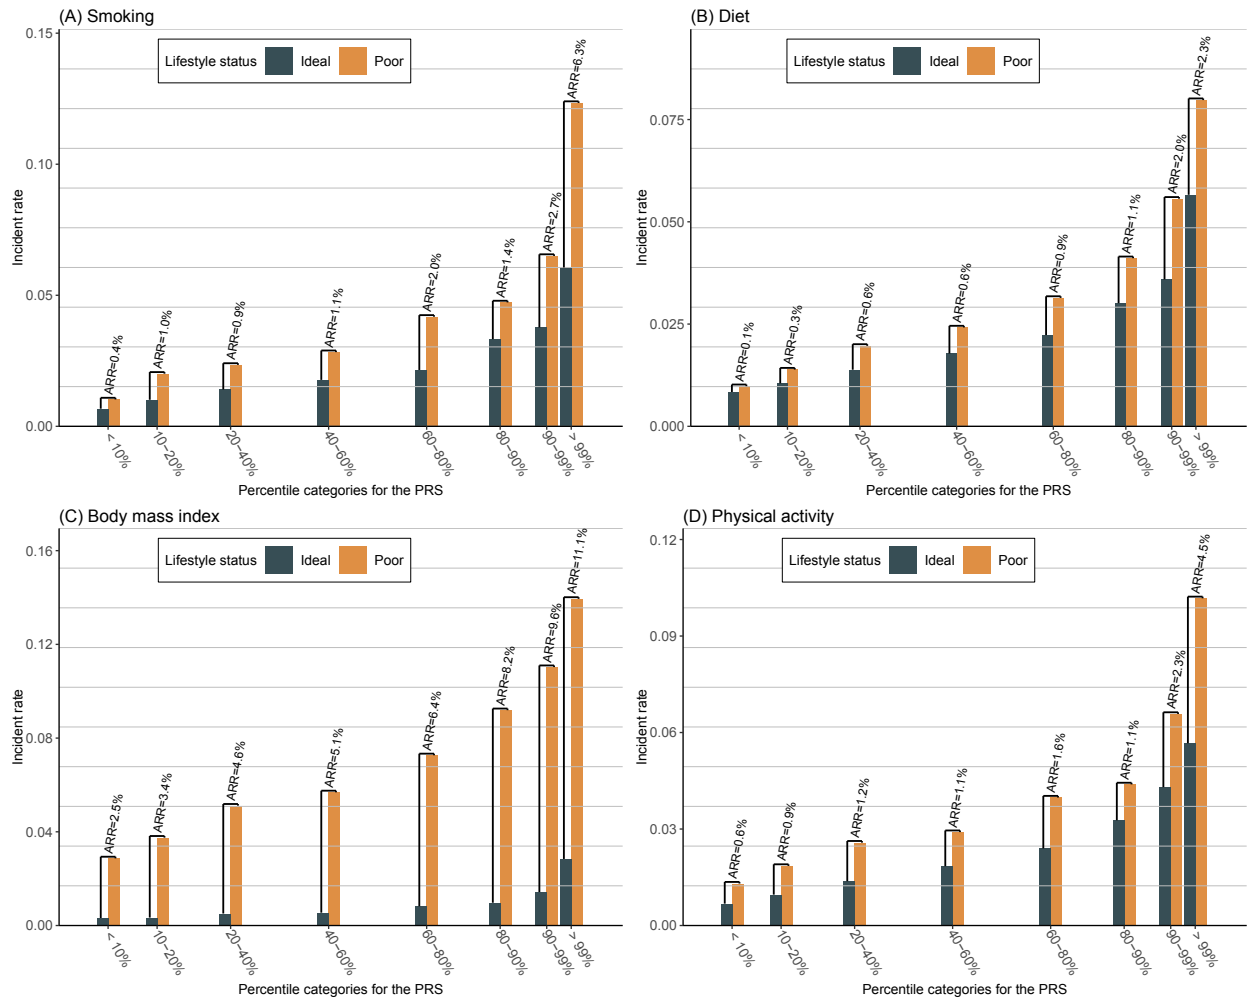 (A) Smoking
Lifestyle status Ideal Poor
Incident rate
0.15
0.10
0.05
0.00
ARR=0.4%
ARR=1.0%
ARR=0.9%
ARR=1.1%
ARR=2.0%
ARR=1.4%
ARR=2.7%
ARR=6.3%
< 10%
10−20%
20−40%
40−60%
60−80%
80−90%
90−99%
> 99%
Percentile categories for the PRS
(B) Diet
Lifestyle status Ideal Poor
Incident rate
0.075
0.050
0.025
0.000
ARR=0.1%
ARR=0.3%
ARR=0.6%
ARR=0.6%
ARR=0.9%
ARR=1.1%
ARR=2.0%
ARR=2.3%
< 10%
10−20%
20−40%
40−60%
60−80%
80−90%
90−99%
> 99%
Percentile categories for the PRS
(C) Body mass index
Lifestyle status Ideal Poor
Incident rate
0.16
0.12
0.08
0.04
0.00
ARR=2.5%
ARR=3.4%
ARR=4.6%
ARR=5.1%
ARR=6.4%
ARR=8.2%
ARR=9.6%
ARR=11.1%
< 10%
10−20%
20−40%
40−60%
60−80%
80−90%
90−99%
> 99%
Percentile categories for the PRS
(D) Physical activity
Lifestyle status Ideal Poor
Incident rate
0.12
0.09
0.06
0.03
0.00
ARR=0.6%
ARR=0.9%
ARR=1.2%
ARR=1.1%
ARR=1.6%
ARR=1.1%
ARR=2.3%
ARR=4.5%
< 10%
10−20%
20−40%
40−60%
60−80%
80−90%
90−99%
> 99%
Percentile categories for the PRS